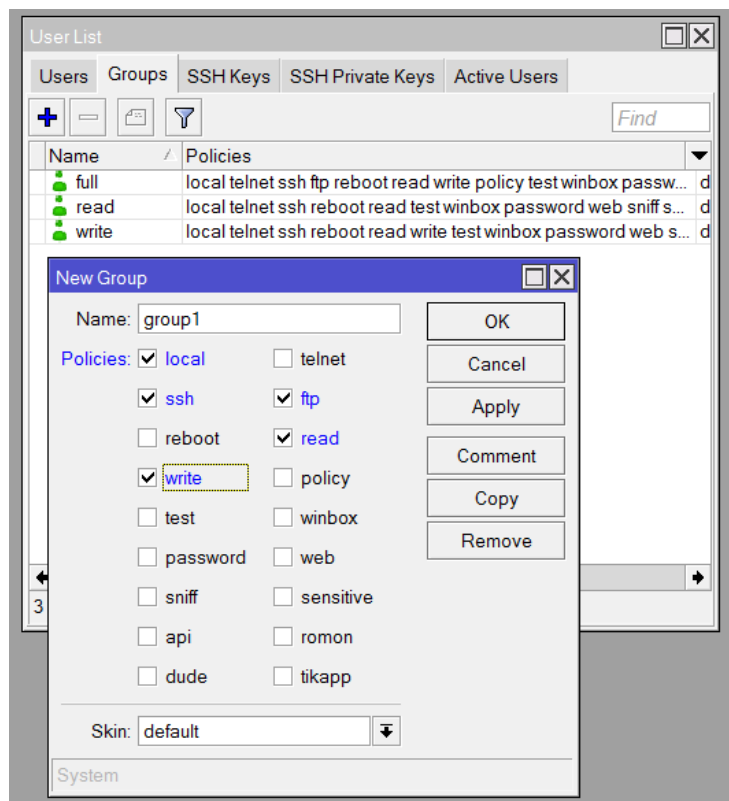 User List
Users Groups SSH Keys SSH Private Keys Active Users
Find
Name Policies
full local telnet ssh ftp reboot read write policy test winbox passw... d
read local telnet ssh reboot read test winbox password web sniff s... d
write local telnet ssh reboot read write test winbox password web s... d
3
New Group
Name: group1
OK
Policies: local telnet
Cancel
ssh ftp
Apply
reboot read
Comment
write policy
Copy
test winbox
Remove
password web
sniff sensitive
api romon
dude tikapp
Skin: default
System